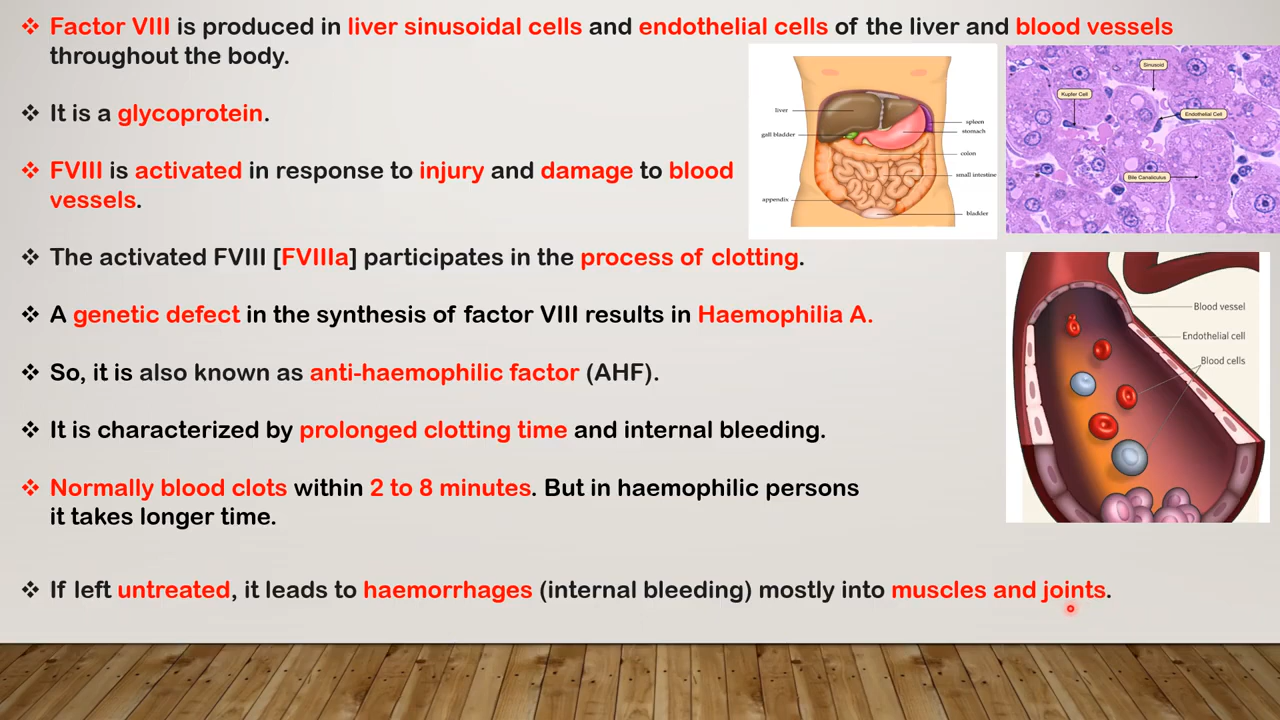 ❖ Factor VIII is produced in liver sinusoidal cells and endothelial cells of the liver and blood vessels
throughout the body.
❖ It is a glycoprotein.
❖ FVIII is activated in response to injury and damage to blood
vessels.
❖ The activated FVIII [FVIIIa] participates in the process of clotting.
❖ A genetic defect in the synthesis of factor VIII results in Haemophilia A.
❖ So, it is also known as anti-haemophilic factor (AHF).
❖ It is characterized by prolonged clotting time and internal bleeding.
❖ Normally blood clots within 2 to 8 minutes. But in haemophilic persons
it takes longer time.
❖ If left untreated, it leads to haemorrhages (internal bleeding) mostly into muscles and joints.
liver
gall bladder
appendix
spleen
stomach
colon
small intestine
bladder
Sinusoid
Kupfer Cell
Endothelial Cell
Bile Canaliculus
Blood vessel
Endothelial cell
Blood cells